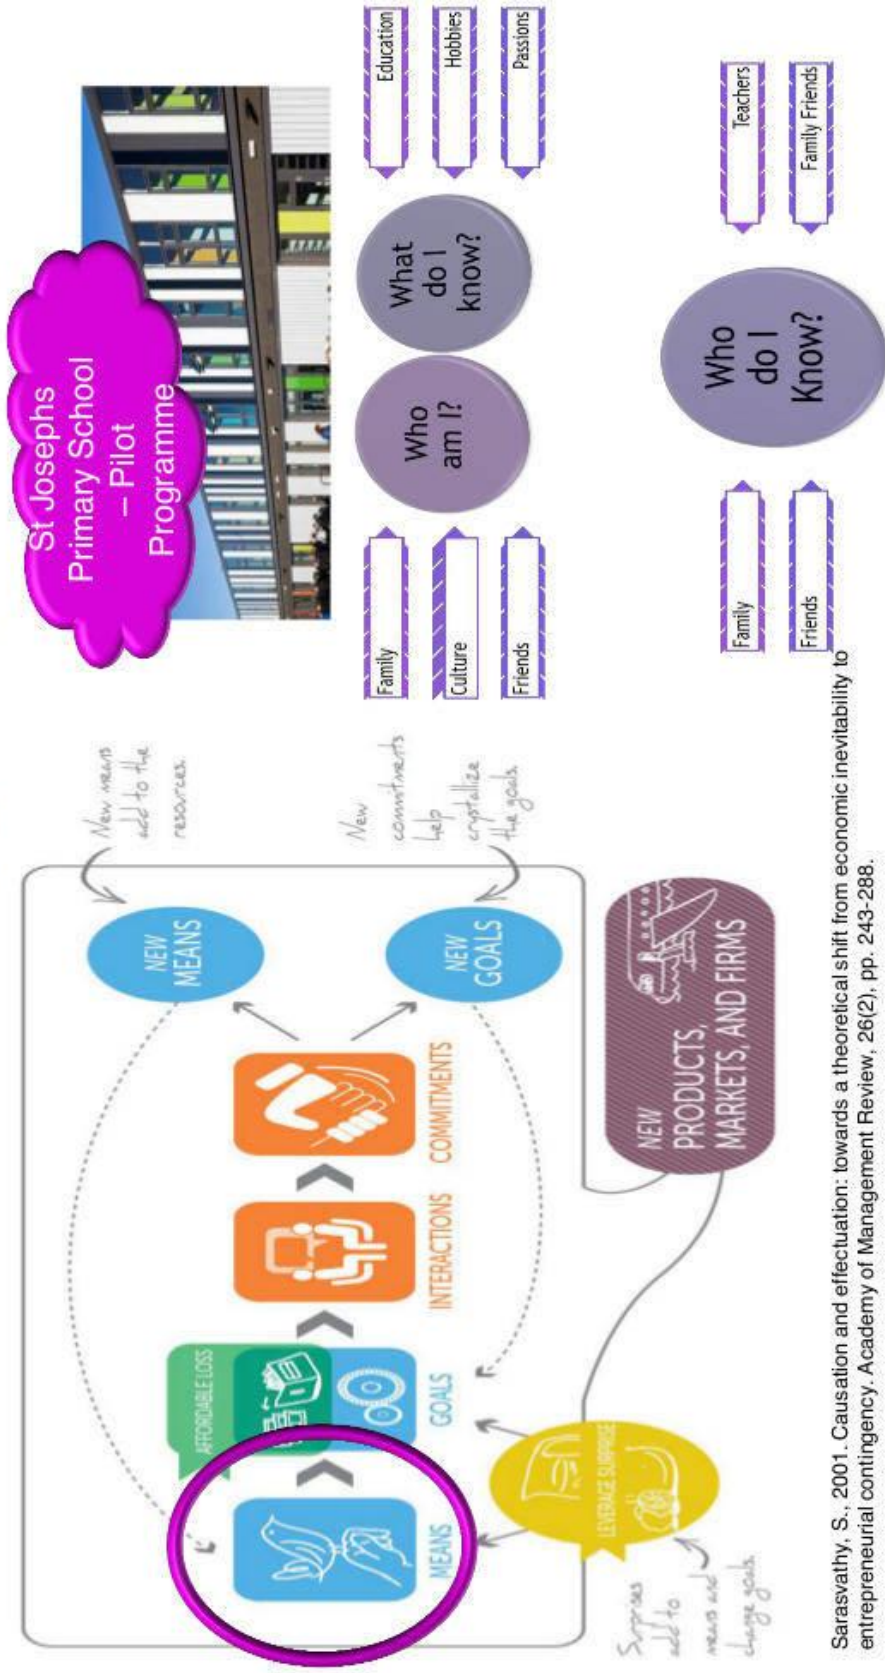 New means
add to the
resources.
New
commitments
help
crystallize
the goals.
NEW
MEANS
NEW
GOALS
AFFORDABLE LOSS
MEANS
GOALS
INTERACTIONS
COMMITMENTS
LEVERAGE SURPRISE
Surprises
add to
means and
change goals.
NEW
PRODUCTS,
MARKETS, AND FIRMS
St Josephs
Primary School
– Pilot
Programme
Family
Culture
Friends
Who
am I?
What
do I
know?
Education
Hobbies
Passions
Family
Friends
Who
do I
Know?
Teachers
Family Friends
Sarasvathy, S., 2001. Causation and effectuation: towards a theoretical shift from economic inevitability to
entrepreneurial contingency. Academy of Management Review, 26(2), pp. 243-288.